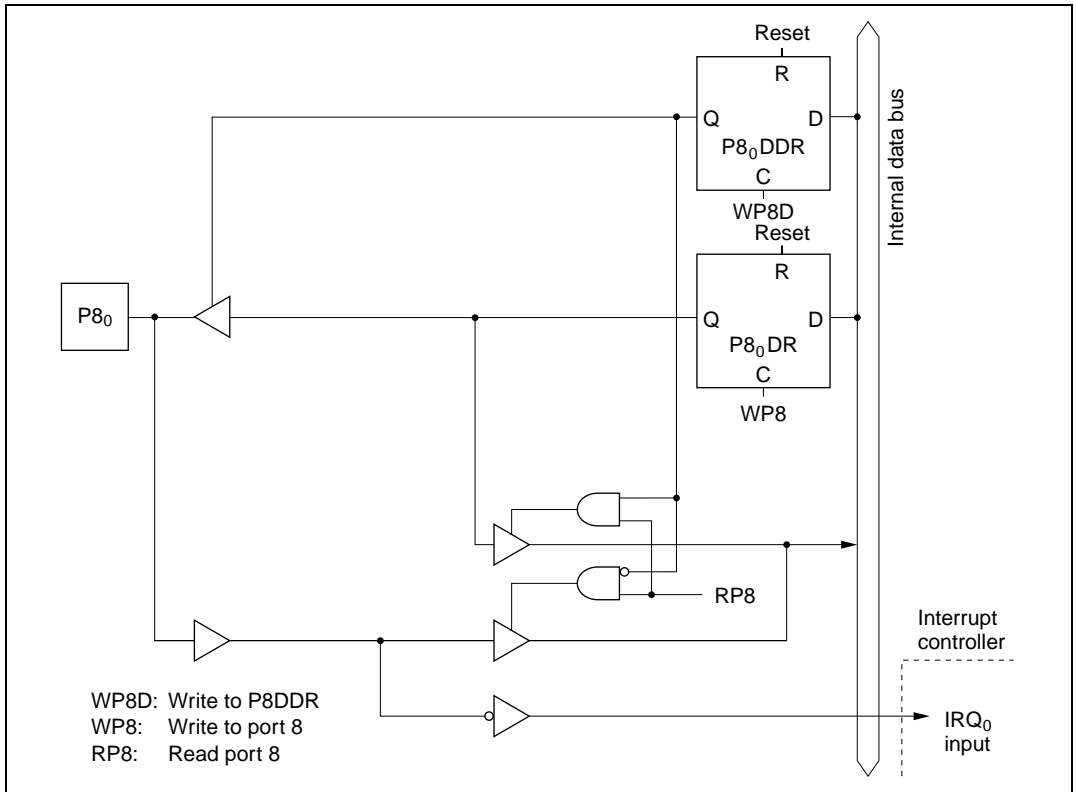 Reset
R
Q D
P8₀DDR
C
WP8D
Reset
R
Q D
P8₀DR
C
WP8
Internal data bus
P8₀
RP8
Interrupt
controller
IRQ₀
input
WP8D: Write to P8DDR
WP8: Write to port 8
RP8: Read port 8